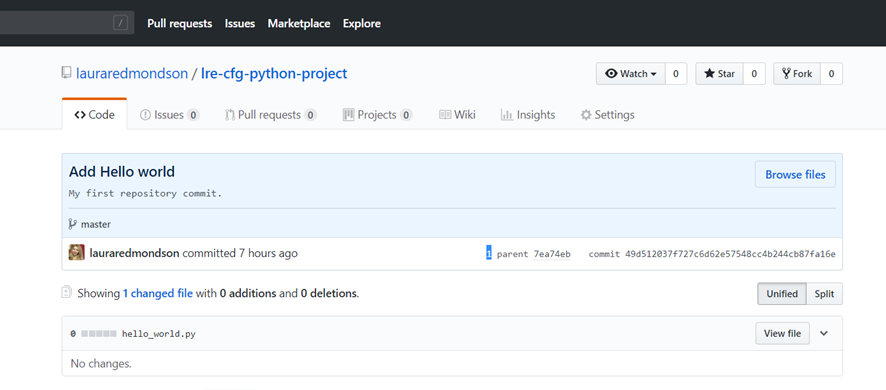 / Pull requests Issues Marketplace Explore
lauraredmondson / lre-cfg-python-project Watch 0 Star 0 Fork 0
Code Issues 0 Pull requests 0 Projects 0 Wiki Insights Settings
Add Hello world Browse files
My first repository commit.
master
lauraredmondson committed 7 hours ago 1 parent 7ea74eb commit 49d512037f727c6d62e57548cc4b244cb87fa16e
Showing 1 changed file with 0 additions and 0 deletions. Unified Split
0 hello_world.py View file
No changes.